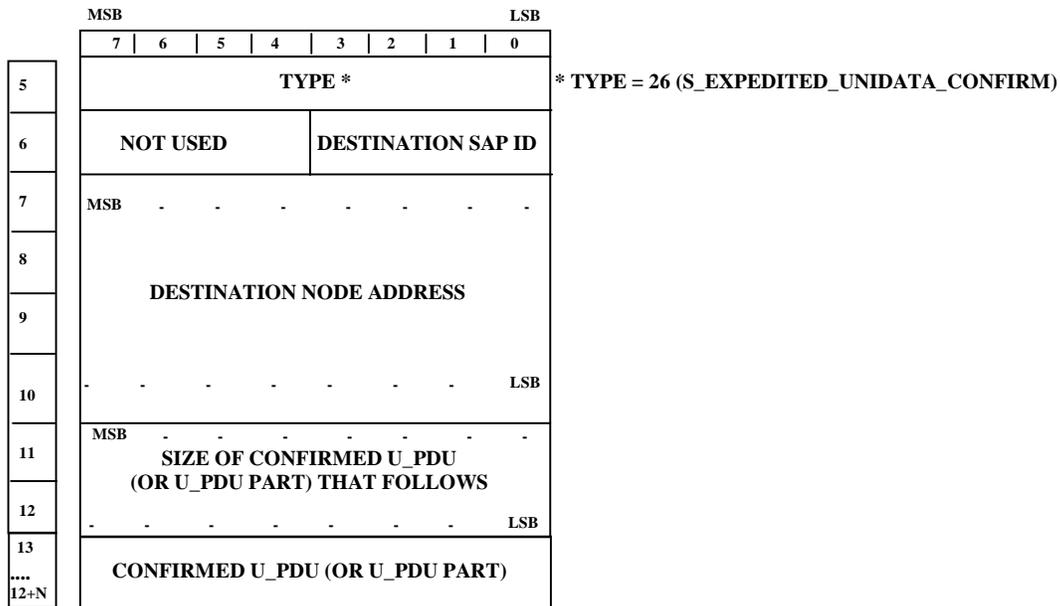 MSB LSB
7 6 5 4 3 2 1 0
5 TYPE * * TYPE = 26 (S_EXPEDITED_UNIDATA_CONFIRM)
6 NOT USED DESTINATION SAP ID
7 MSB - - - - - - -
8
DESTINATION NODE ADDRESS
9
10 - - - - - - - LSB
MSB - - - - - - -
11 SIZE OF CONFIRMED U_PDU
(OR U_PDU PART) THAT FOLLOWS
12 - - - - - - - LSB
13
.... CONFIRMED U_PDU (OR U_PDU PART)
12+N